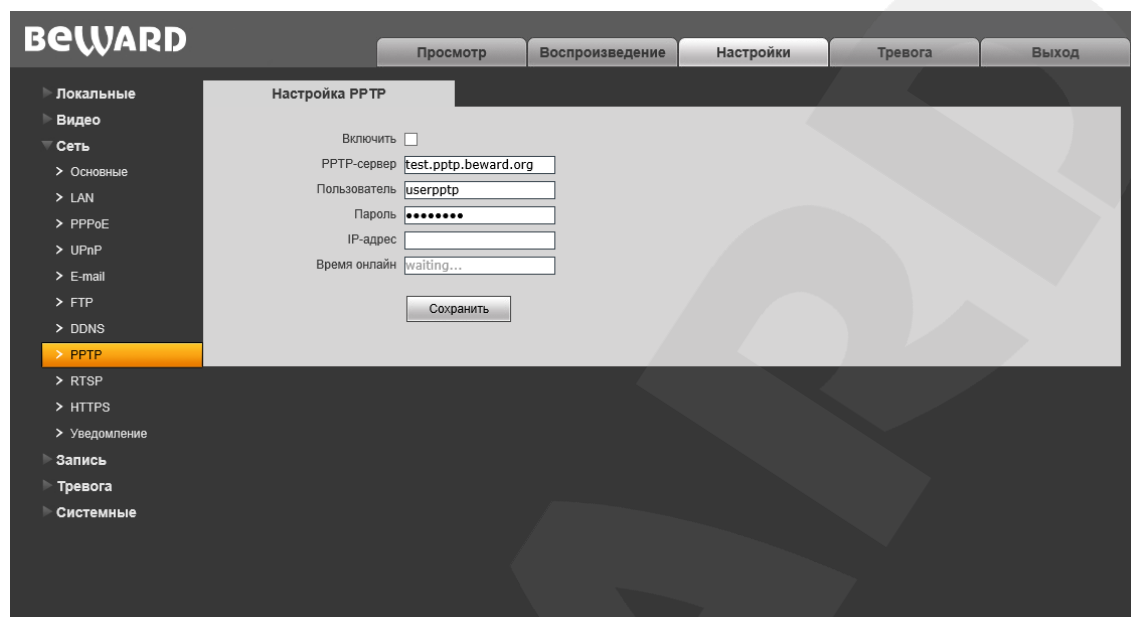 BEWARD
Просмотр Воспроизведение Настройки Тревога Выход
Локальные
Видео
Сеть
> Основные
> LAN
> PPPoE
> UPnP
> E-mail
> FTP
> DDNS
> PPTP
> RTSP
> HTTPS
> Уведомление
Запись
Тревога
Системные
Настройка PPTP
Включить
PPTP-сервер test.pptp.beward.org
Пользователь userpptp
Пароль ••••••••
IP-адрес
Время онлайн waiting...
Сохранить